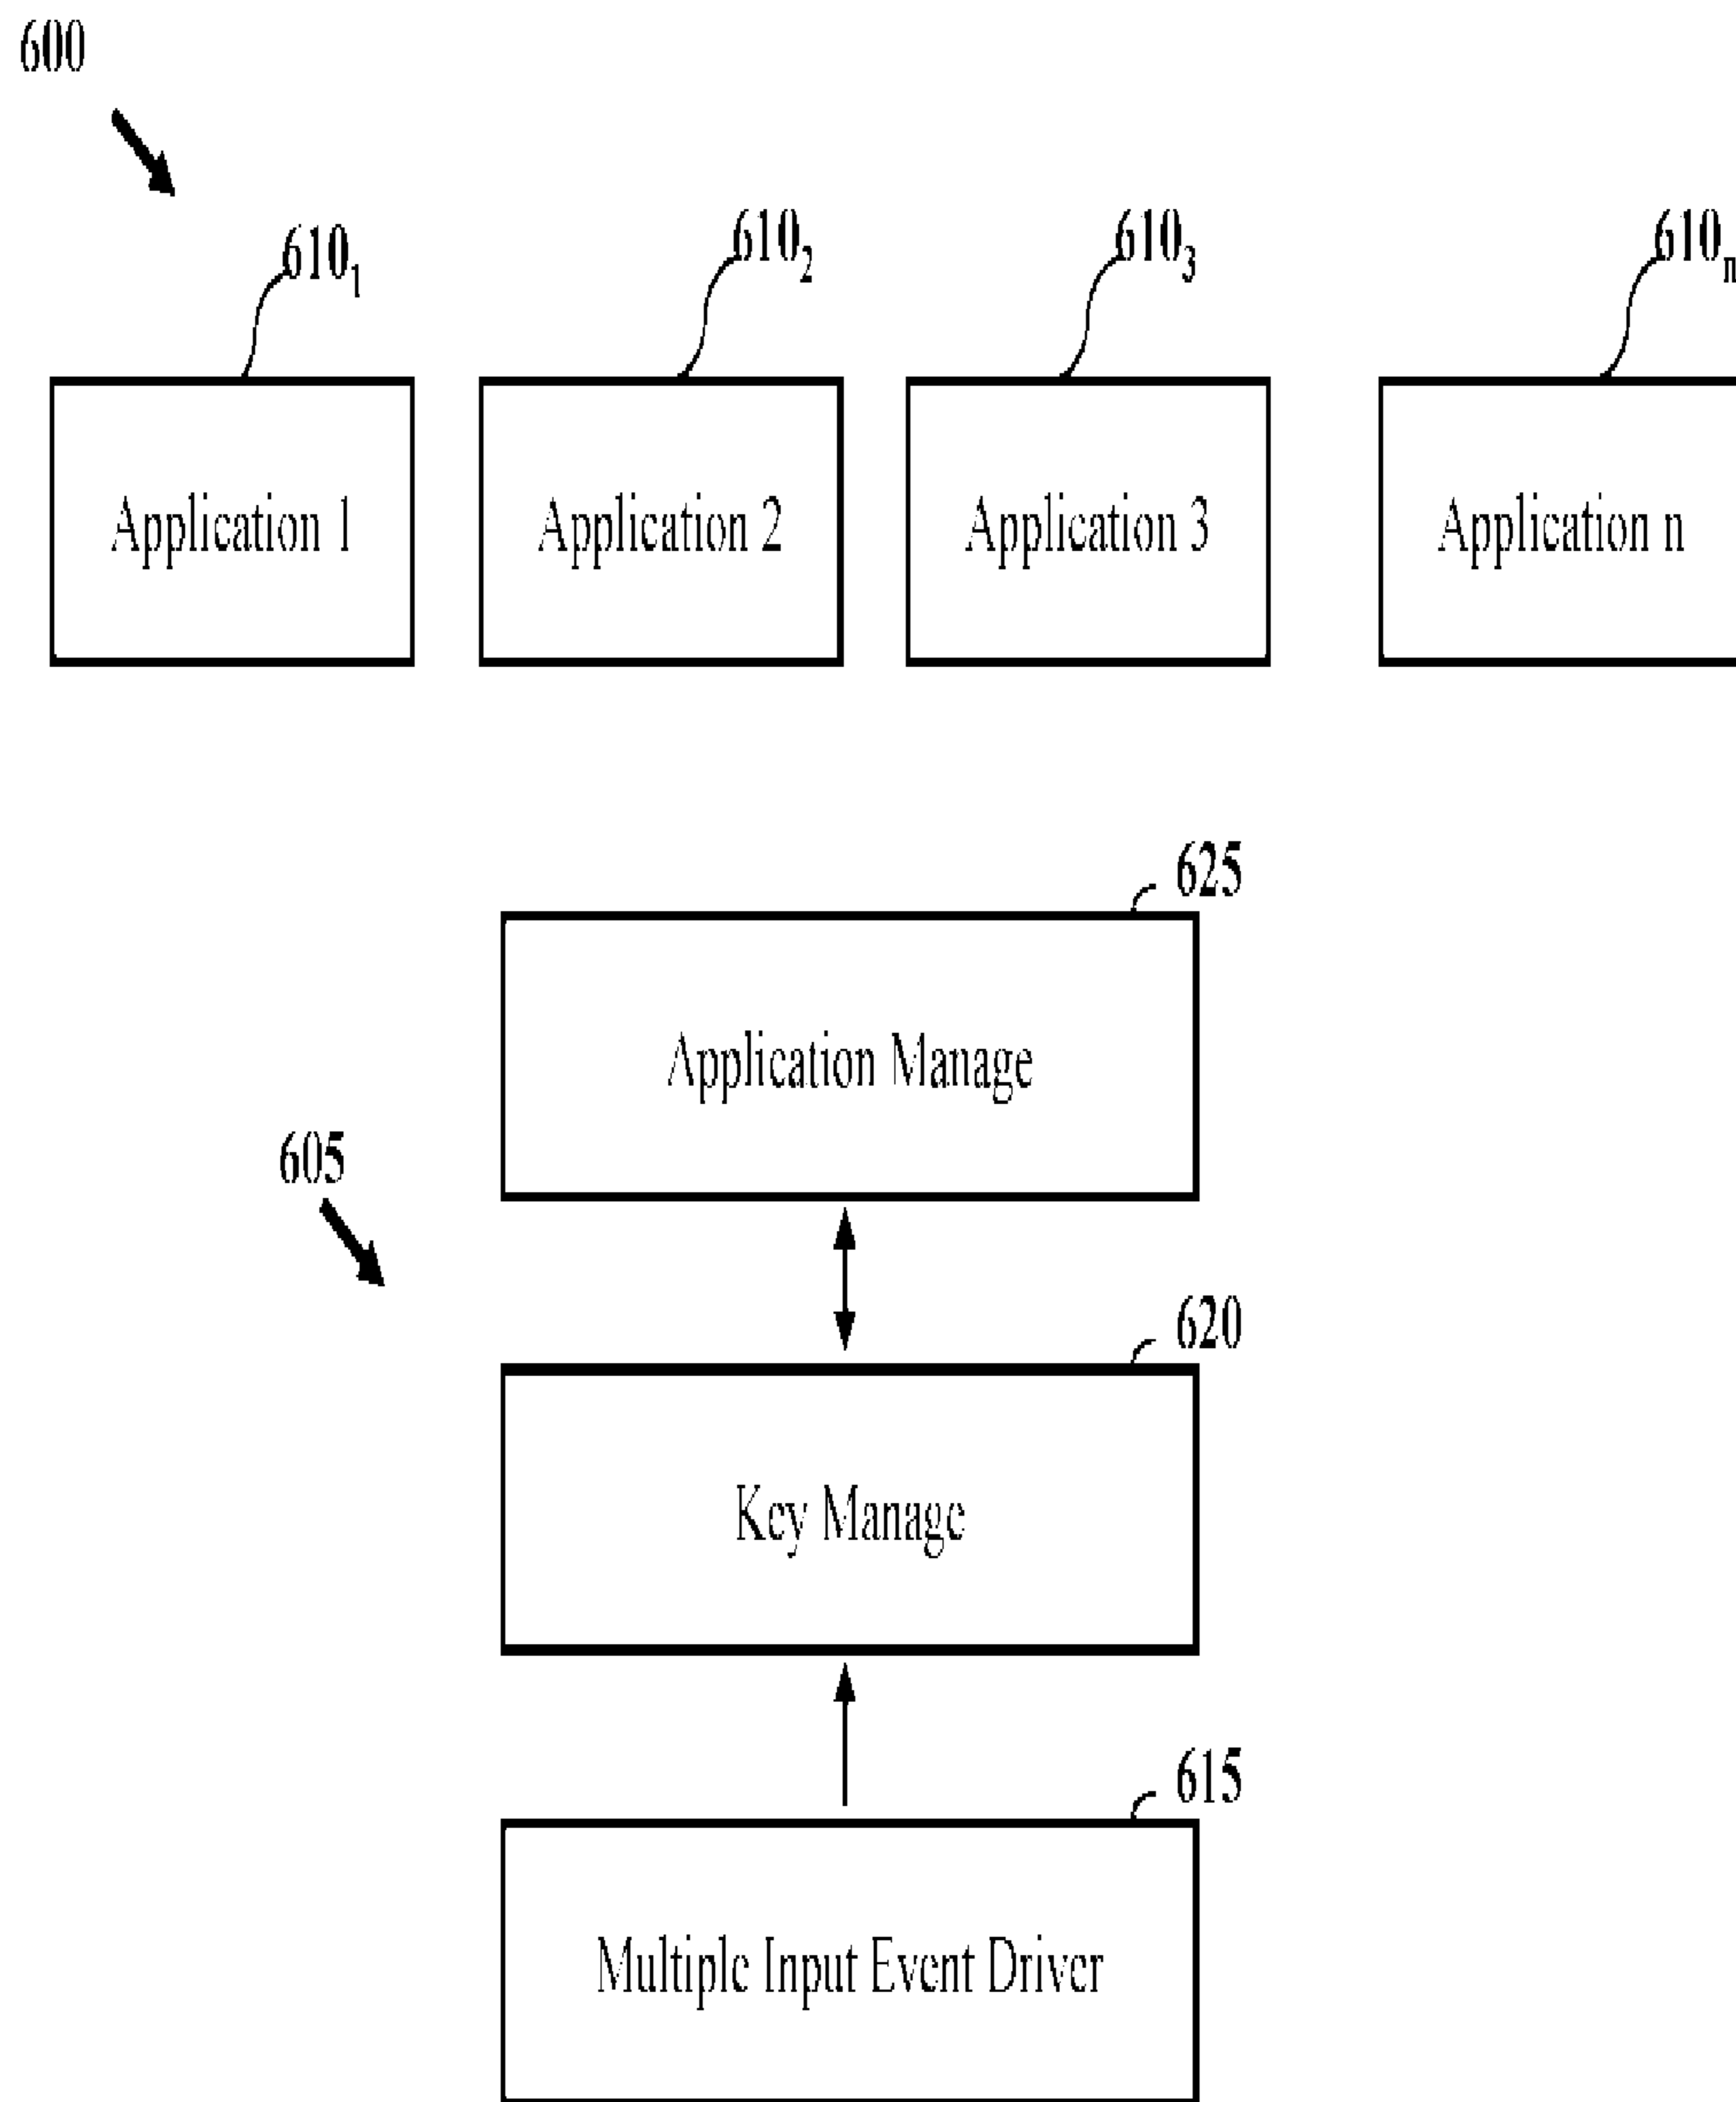 600
610₁ 610₂ 610₃ 610ₙ
Application 1 Application 2 Application 3 Application n
625
Application Manage
605
620
Key Manage
615
Multiple Input Event Driver